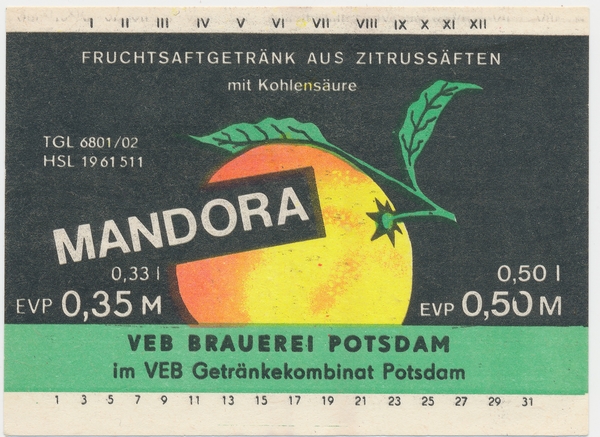 I II III IV V VI VII VIII IX X XI XII
FRUCHTSAFTGETRÄNK AUS ZITRUSSÄFTEN
mit Kohlensäure
TGL 6801/02
HSL 1961511
MANDORA
0,33 l
EVP 0,35 M
0,50 l
EVP 0,50 M
VEB BRAUEREI POTSDAM
im VEB Getränkekombinat Potsdam
1 3 5 7 9 11 13 15 17 19 21 23 25 27 29 31